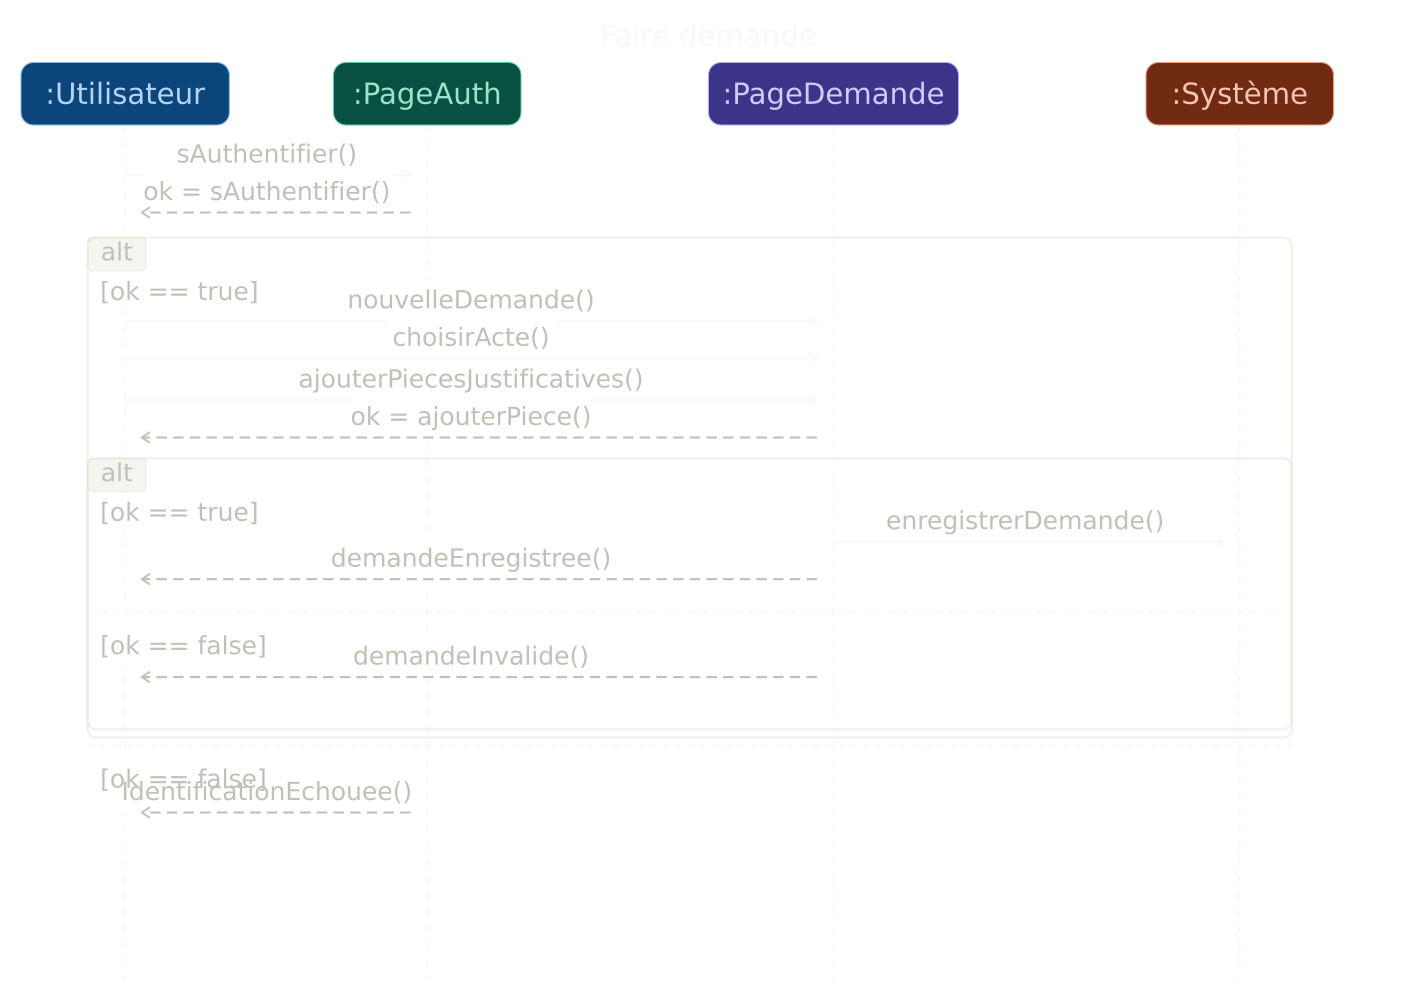 Faire demande
:Utilisateur
:PageAuth
:PageDemande
:Système
sAuthentifier()
ok = sAuthentifier()
alt
[ok == true]
nouvelleDemande()
choisirActe()
ajouterPiecesJustificatives()
ok = ajouterPiece()
alt
[ok == true]
enregistrerDemande()
demandeEnregistree()
[ok == false]
demandeInvalide()
[ok == false]
IdentificationEchouee()